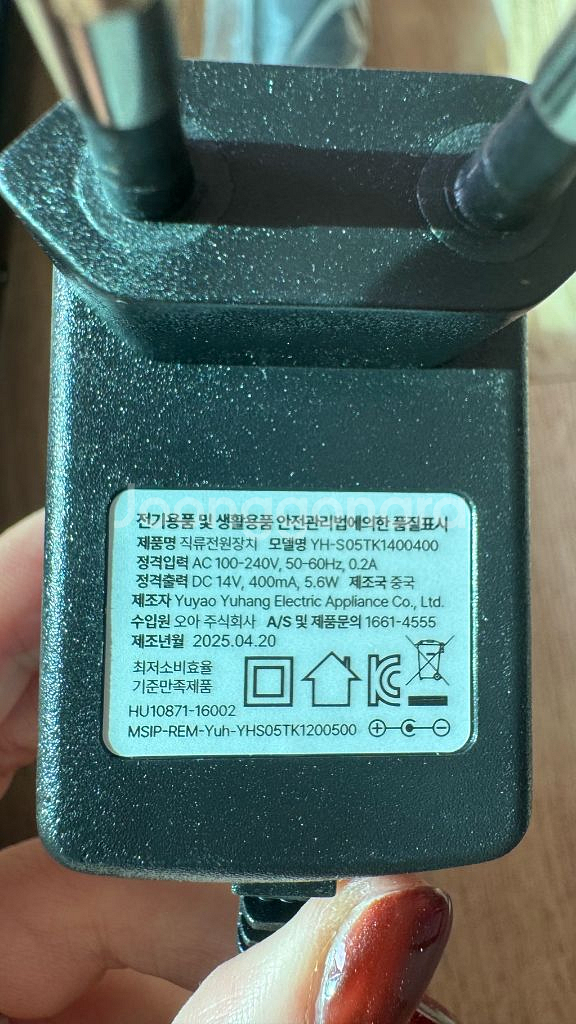 전기용품 및 생활용품 안전관리법에의한 품질표시
제품명 직류전원장치 모델명 YH-S05TK1400400
정격입력 AC 100-240V, 50-60Hz, 0.2A
정격출력 DC 14V, 400mA, 5.6W 제조국 중국
제조자 Yuyao Yuhang Electric Appliance Co., Ltd.
수입원 오아 주식회사 A/S 및 제품문의 1661-4555
제조년월 2025.04.20
최저소비효율
기준만족제품
HU10871-16002
MSIP-REM-Yuh-YHS05TK1200500
Joonggonara